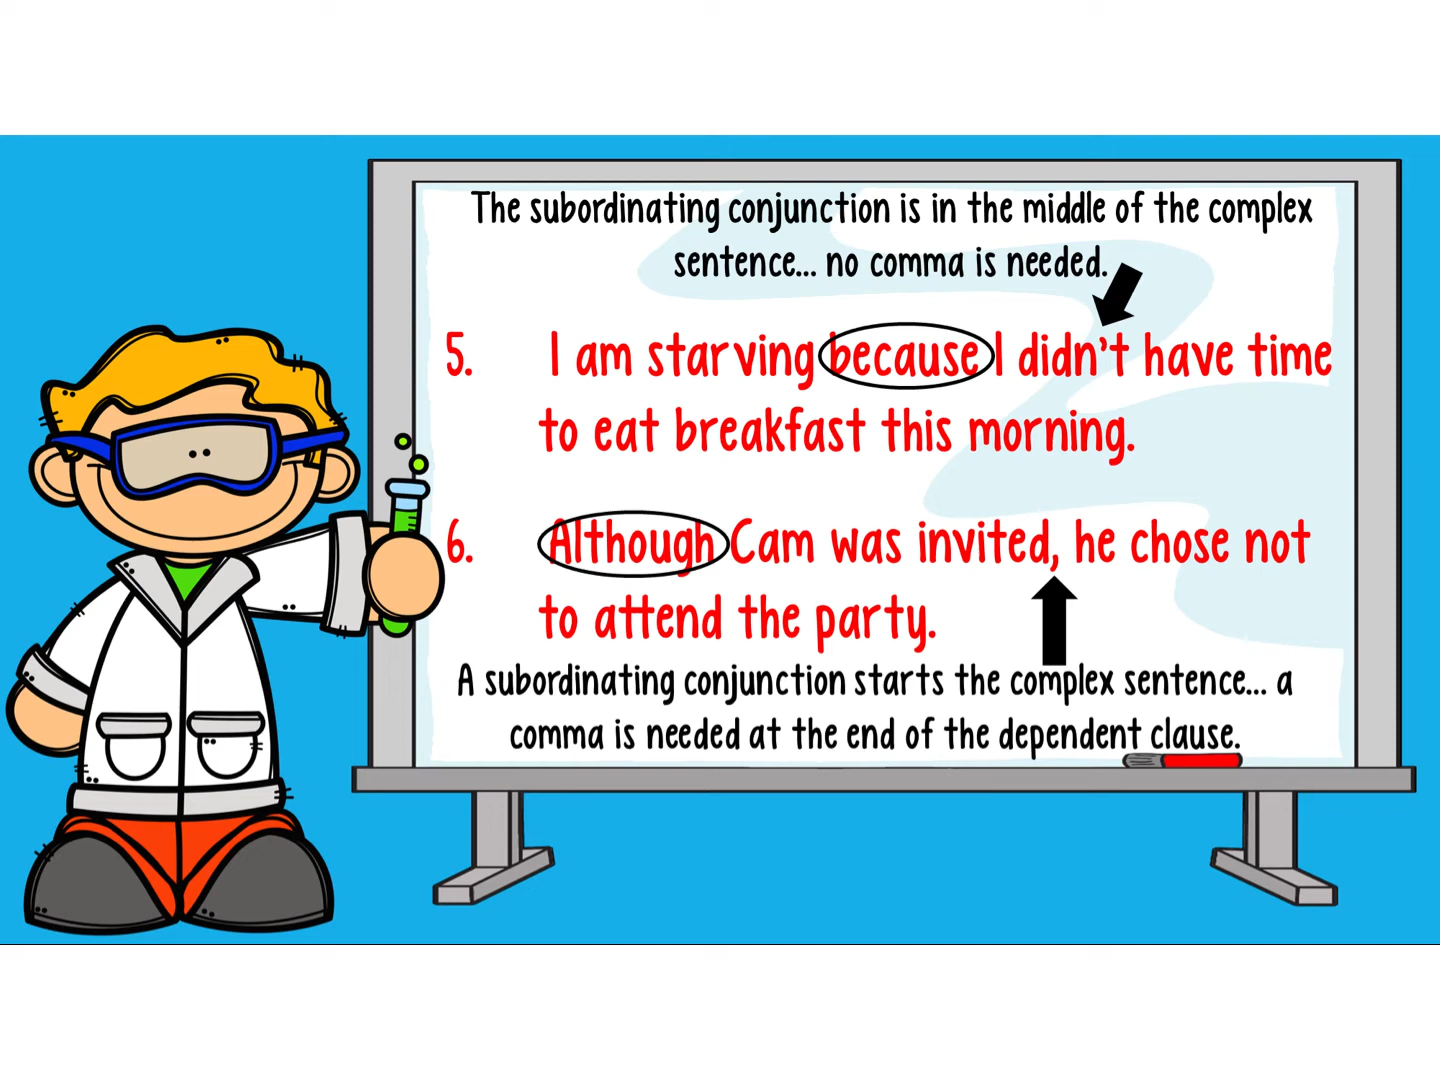 The subordinating conjunction is in the middle of the complex
sentence... no comma is needed.
5. I am starving because I didn't have time
to eat breakfast this morning.
6. Although Cam was invited, he chose not
to attend the party.
A subordinating conjunction starts the complex sentence... a
comma is needed at the end of the dependent clause.